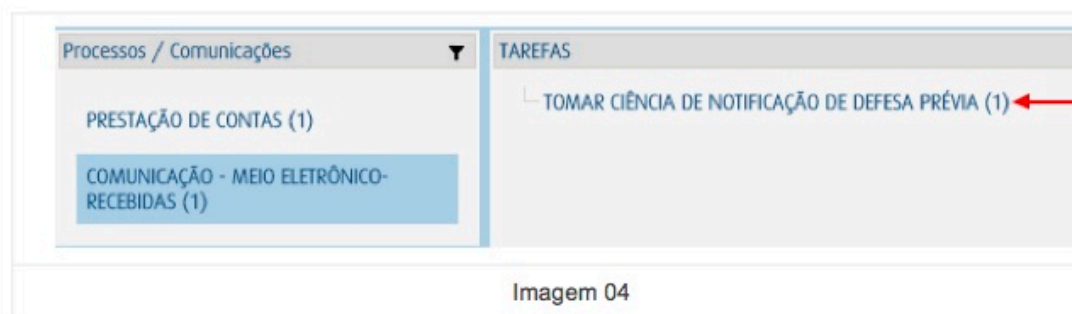 Processos / Comunicações
TAREFAS
TOMAR CIÊNCIA DE NOTIFICAÇÃO DE DEFESA PRÉVIA (1)
PRESTAÇÃO DE CONTAS (1)
COMUNICAÇÃO - MEIO ELETRÔNICO-
RECEBIDAS (1)
Imagem 04